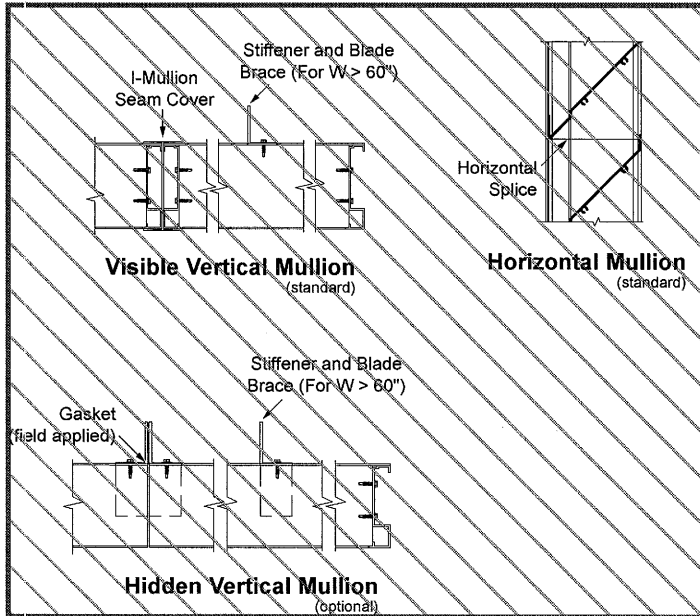 Stiffener and Blade
Brace (For W > 60")
I-Mullion
Seam Cover
Visible Vertical Mullion
(standard)
Horizontal
Splice
Horizontal Mullion
(standard)
Stiffener and Blade
Brace (For W > 60")
Gasket
(field applied)
Hidden Vertical Mullion
(optional)